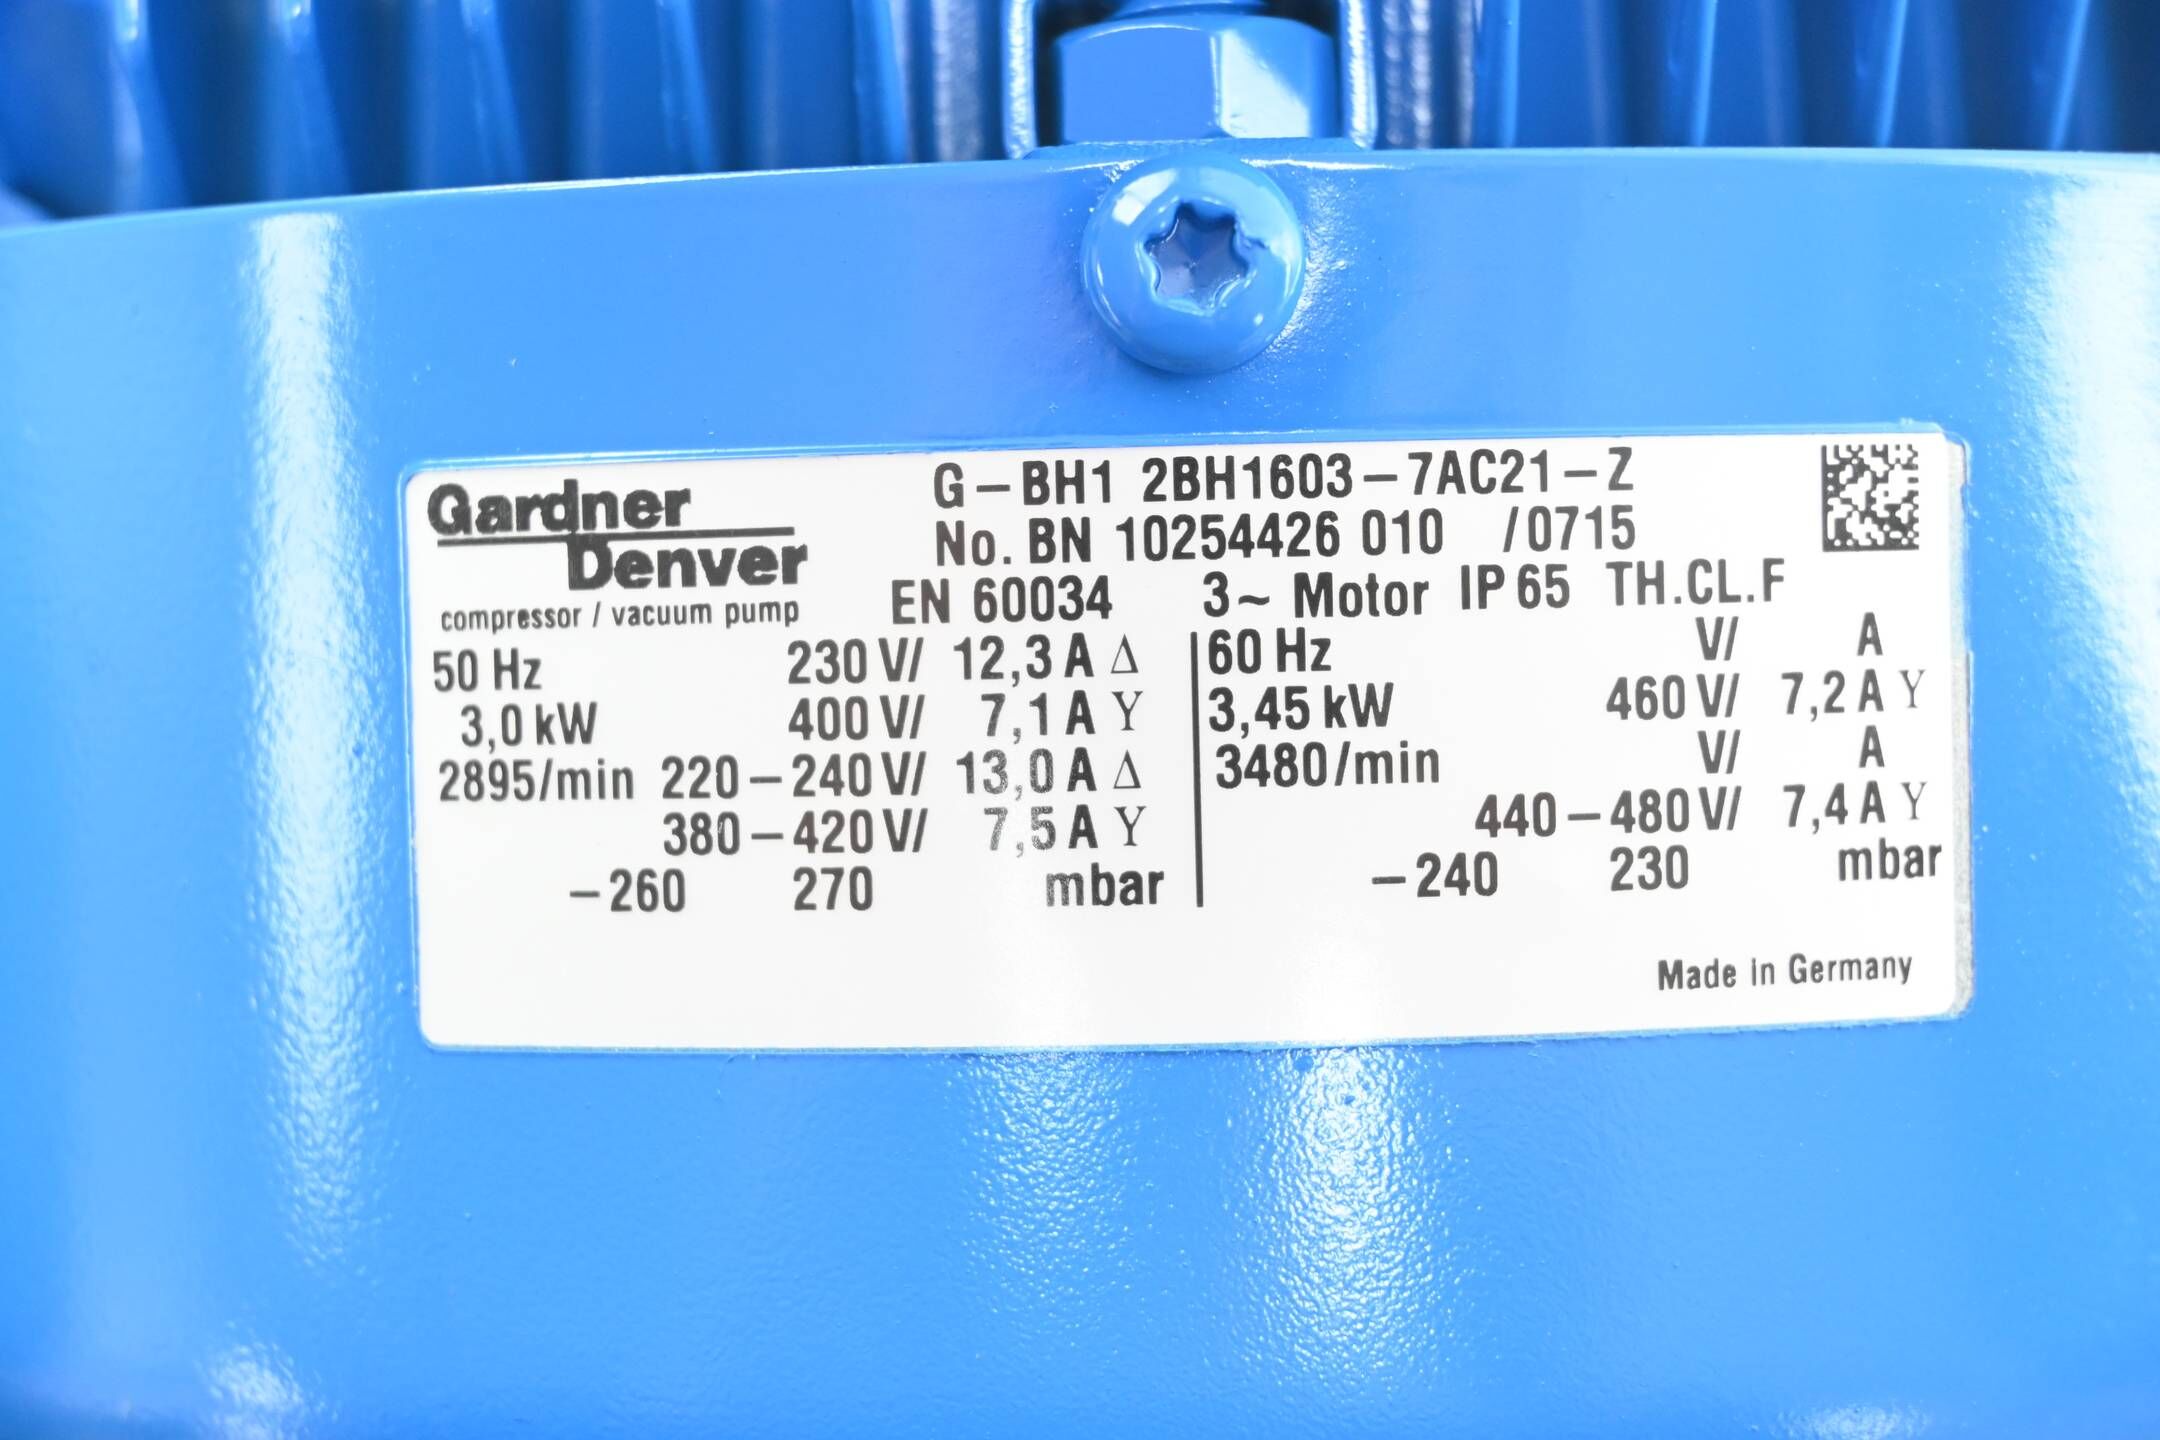 Gardner
Denver
compressor / vacuum pump
G-BH1 2BH1603-7AC21-Z
No. BN 10254426 010 /0715
EN 60034 3~ Motor IP 65 TH.CL.F
50 Hz 230 V/ 12,3 A Δ
3,0 kW 400 V/ 7,1 A Y
2895/min 220-240 V/ 13,0 A Δ
380-420 V/ 7,5 A Y
-260 270 mbar
60 Hz V/ A
3,45 kW 460 V/ 7,2 A Y
3480/min V/ A
440-480 V/ 7,4 A Y
-240 230 mbar
Made in Germany